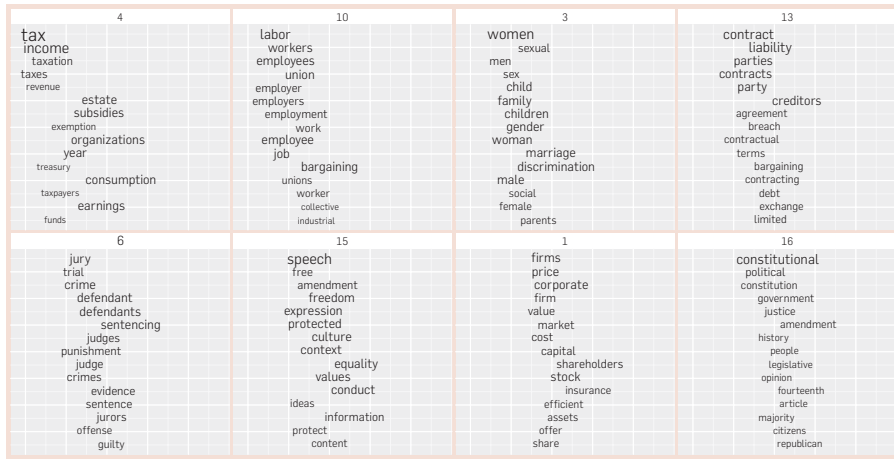 4
tax
income
taxation
taxes
revenue
estate
subsidies
exemption
organizations
year
treasury
consumption
taxpayers
earnings
funds
10
labor
workers
employees
union
employer
employers
employment
work
employee
job
bargaining
unions
worker
collective
industrial
3
women
sexual
men
sex
child
family
children
gender
woman
marriage
discrimination
male
social
female
parents
13
contract
liability
parties
contracts
party
creditors
agreement
breach
contractual
terms
bargaining
contracting
debt
exchange
limited
6
jury
trial
crime
defendant
defendants
sentencing
judges
punishment
judge
crimes
evidence
sentence
jurors
offense
guilty
15
speech
free
amendment
freedom
expression
protected
culture
context
equality
values
conduct
ideas
information
protect
content
1
firms
price
corporate
firm
value
market
cost
capital
shareholders
stock
insurance
efficient
assets
offer
share
16
constitutional
political
constitution
government
justice
amendment
history
people
legislative
opinion
fourteenth
article
majority
citizens
republican